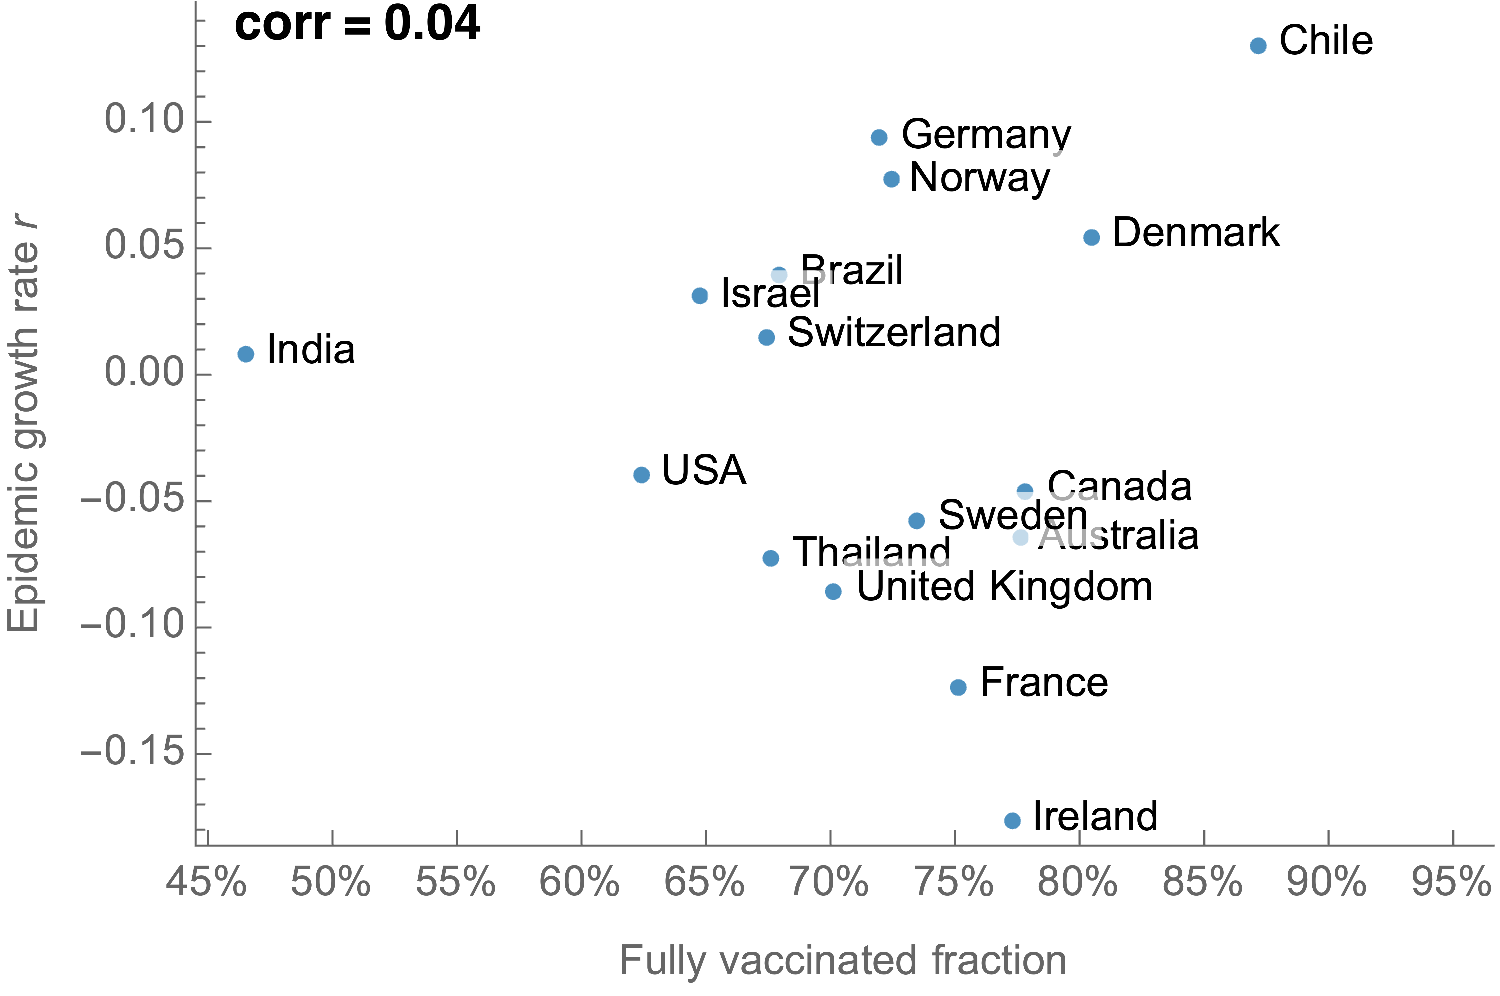 corr = 0.04
Chile
0.10
Germany
Norway
0.05
Denmark
Brazil
Israel
Switzerland
India
0.00
USA
−0.05
Canada
Sweden
Australia
Thailand
United Kingdom
−0.10
France
−0.15
Ireland
Epidemic growth rate r
45% 50% 55% 60% 65% 70% 75% 80% 85% 90% 95%
Fully vaccinated fraction